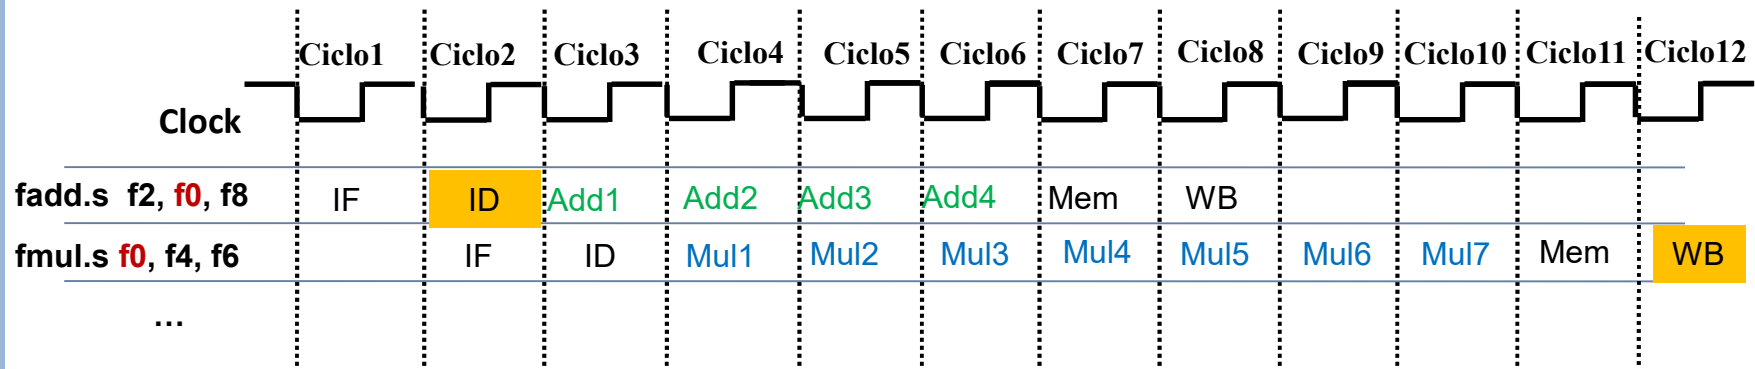 Ciclo1 Ciclo2 Ciclo3 Ciclo4 Ciclo5 Ciclo6 Ciclo7 Ciclo8 Ciclo9 Ciclo10 Ciclo11 Ciclo12
Clock
fadd.s f2, f0, f8 IF ID Add1 Add2 Add3 Add4 Mem WB
fmul.s f0, f4, f6 IF ID Mul1 Mul2 Mul3 Mul4 Mul5 Mul6 Mul7 Mem WB
...